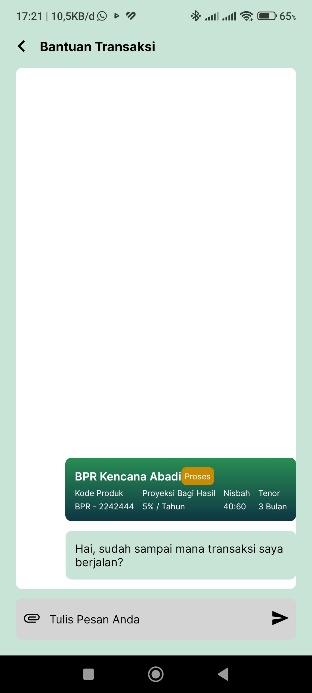 17:21 | 10,5KB/d
65%
Bantuan Transaksi
BPR Kencana Abadi Proses
Kode Produk Proyeksi Bagi Hasil Nisbah Tenor
BPR - 2242444 5% / Tahun 40:60 3 Bulan
Hai, sudah sampai mana transaksi saya
berjalan?
Tulis Pesan Anda